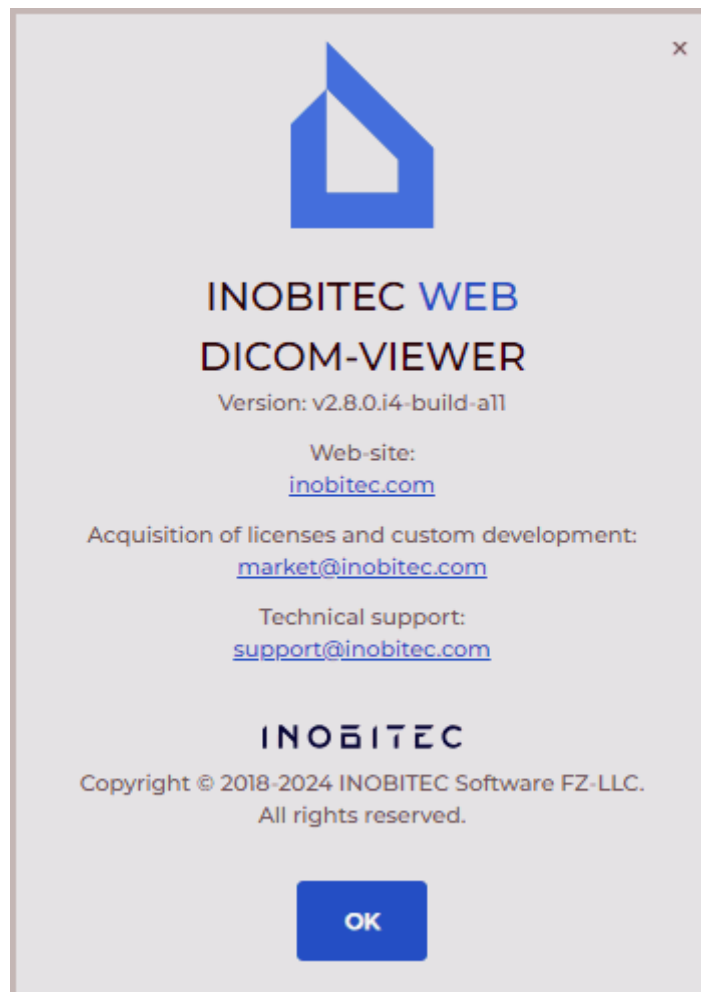 ×
INOBITEC WEB
DICOM-VIEWER
Version: v2.8.0.i4-build-a11
Web-site:
inobitec.com
Acquisition of licenses and custom development:
market@inobitec.com
Technical support:
support@inobitec.com
INOBITEC
Copyright © 2018-2024 INOBITEC Software FZ-LLC.
All rights reserved.
OK